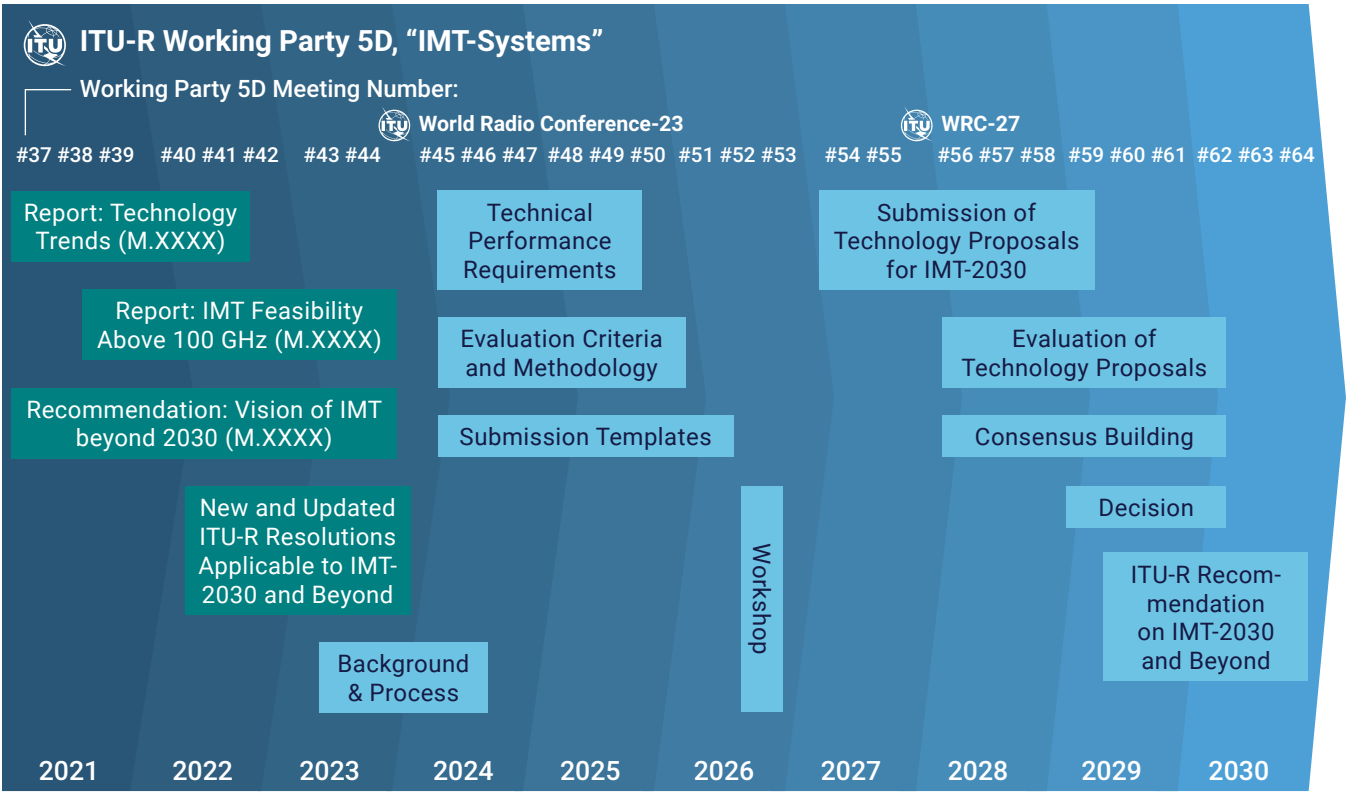 ITU
ITU-R Working Party 5D, “IMT-Systems”
Working Party 5D Meeting Number:
ITU World Radio Conference-23
ITU WRC-27
#37 #38 #39 #40 #41 #42 #43 #44 #45 #46 #47 #48 #49 #50 #51 #52 #53 #54 #55 #56 #57 #58 #59 #60 #61 #62 #63 #64
Report: Technology
Trends (M.XXXX)
Technical
Performance
Requirements
Submission of
Technology Proposals
for IMT-2030
Report: IMT Feasibility
Above 100 GHz (M.XXXX)
Evaluation Criteria
and Methodology
Evaluation of
Technology Proposals
Recommendation: Vision of IMT
beyond 2030 (M.XXXX)
Submission Templates
Consensus Building
New and Updated
ITU-R Resolutions
Applicable to IMT-
2030 and Beyond
Workshop
Decision
ITU-R Recom-
mendation
on IMT-2030
and Beyond
Background
& Process
2021 2022 2023 2024 2025 2026 2027 2028 2029 2030